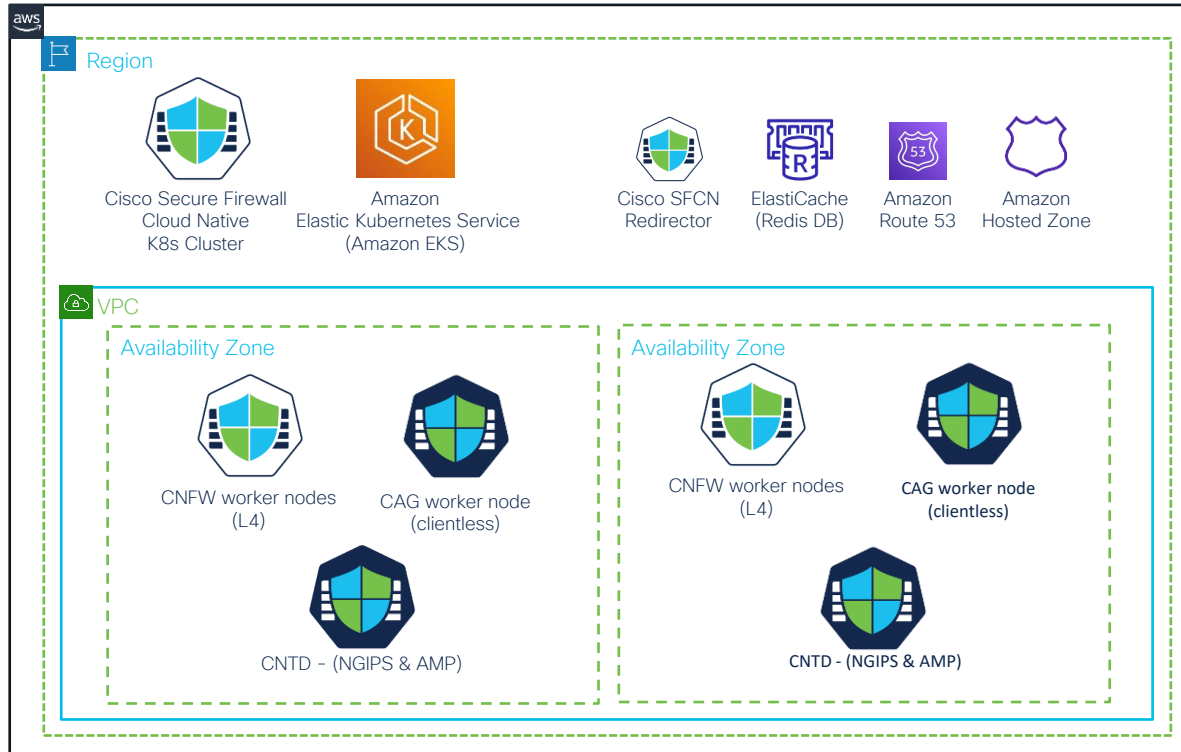 aws
Region
Cisco Secure Firewall
Cloud Native
K8s Cluster
K
Amazon
Elastic Kubernetes Service
(Amazon EKS)
Cisco SFCN
Redirector
R
ElastiCache
(Redis DB)
53
Amazon
Route 53
Amazon
Hosted Zone
VPC
Availability Zone
CNFW worker nodes
(L4)
CAG worker node
(clientless)
CNTD - (NGIPS & AMP)
Availability Zone
CNFW worker nodes
(L4)
CAG worker node
(clientless)
CNTD - (NGIPS & AMP)